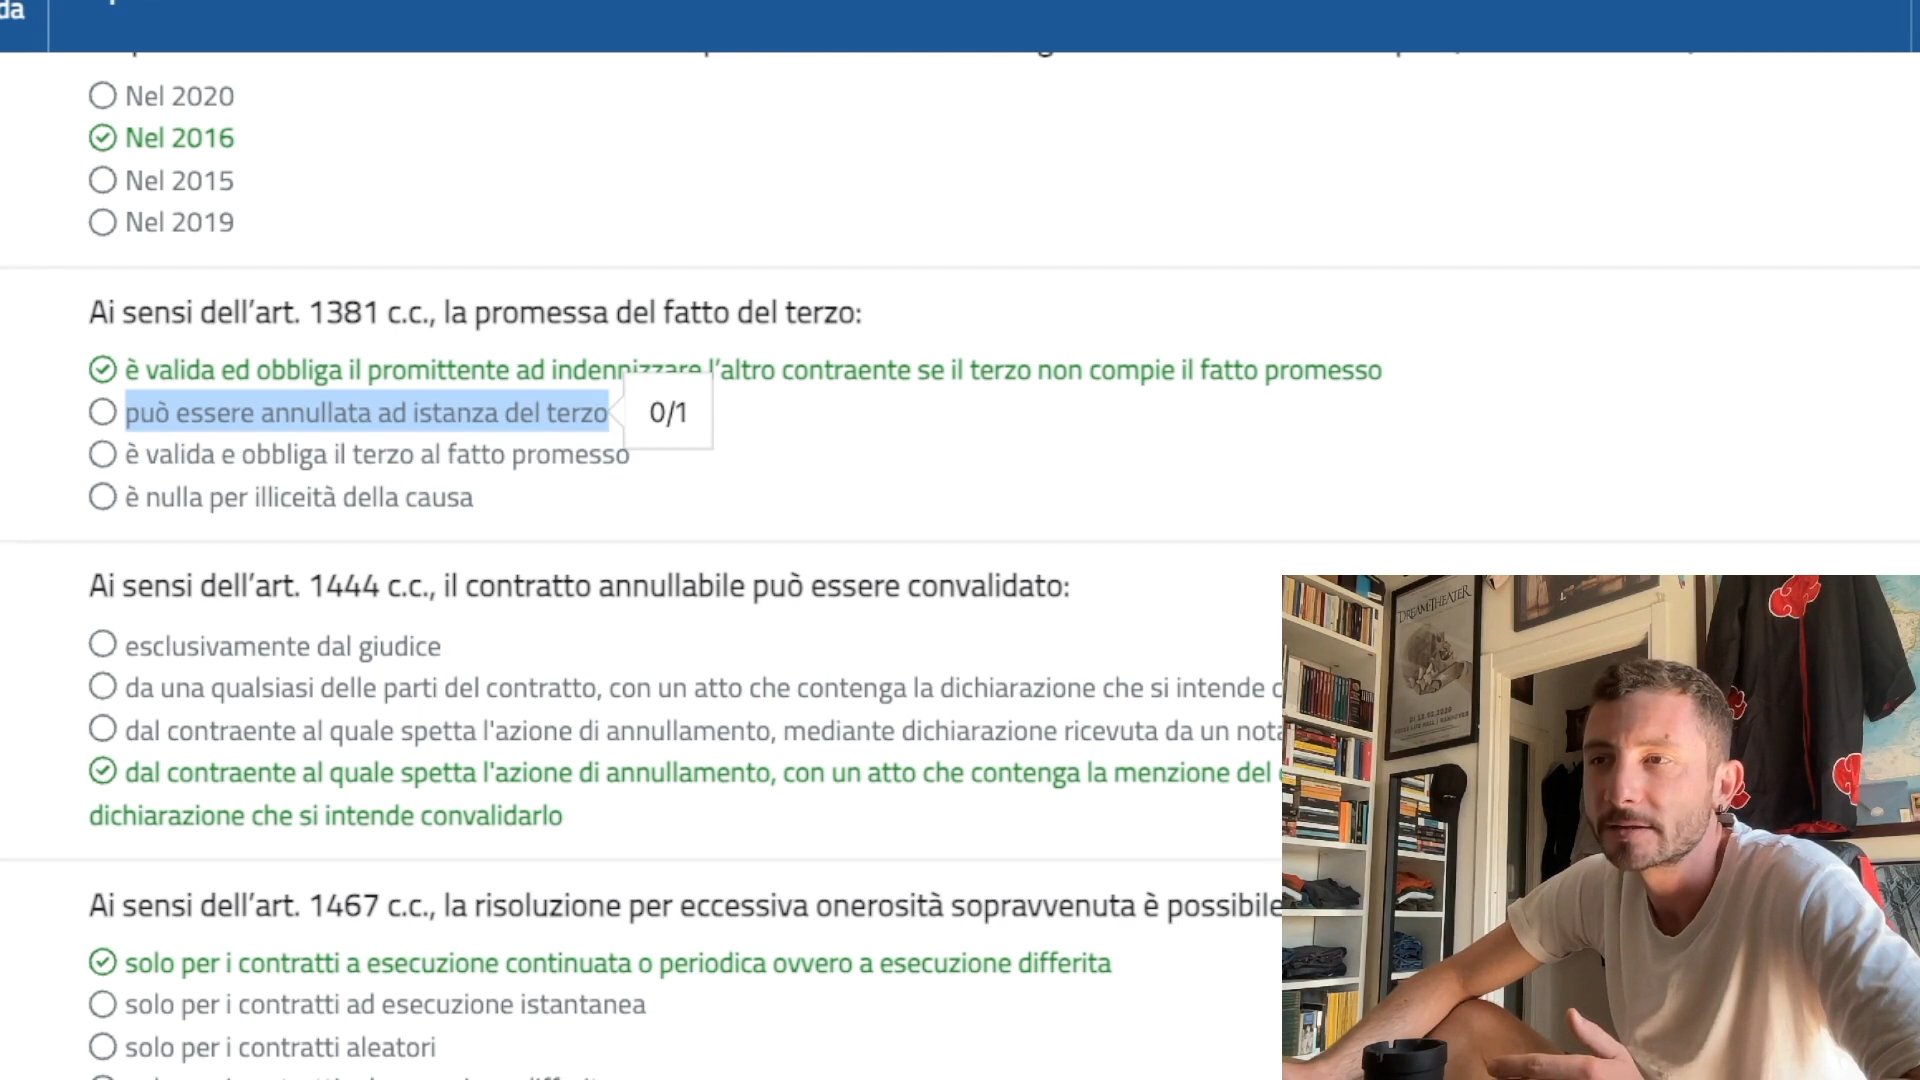 da
Nel 2020
Nel 2016
Nel 2015
Nel 2019
Ai sensi dell’art. 1381 c.c., la promessa del fatto del terzo:
è valida ed obbliga il promittente ad indennizzare l’altro contraente se il terzo non compie il fatto promesso
può essere annullata ad istanza del terzo
0/1
è valida e obbliga il terzo al fatto promesso
è nulla per illiceità della causa
Ai sensi dell’art. 1444 c.c., il contratto annullabile può essere convalidato:
esclusivamente dal giudice
da una qualsiasi delle parti del contratto, con un atto che contenga la dichiarazione che si intende
dal contraente al quale spetta l'azione di annullamento, mediante dichiarazione ricevuta da un
dal contraente al quale spetta l'azione di annullamento, con un atto che contenga la menzione del
dichiarazione che si intende convalidarlo
Ai sensi dell’art. 1467 c.c., la risoluzione per eccessiva onerosità sopravvenuta è possibile
solo per i contratti a esecuzione continuata o periodica ovvero a esecuzione differita
solo per i contratti ad esecuzione istantanea
solo per i contratti aleatori
DREAM THEATER